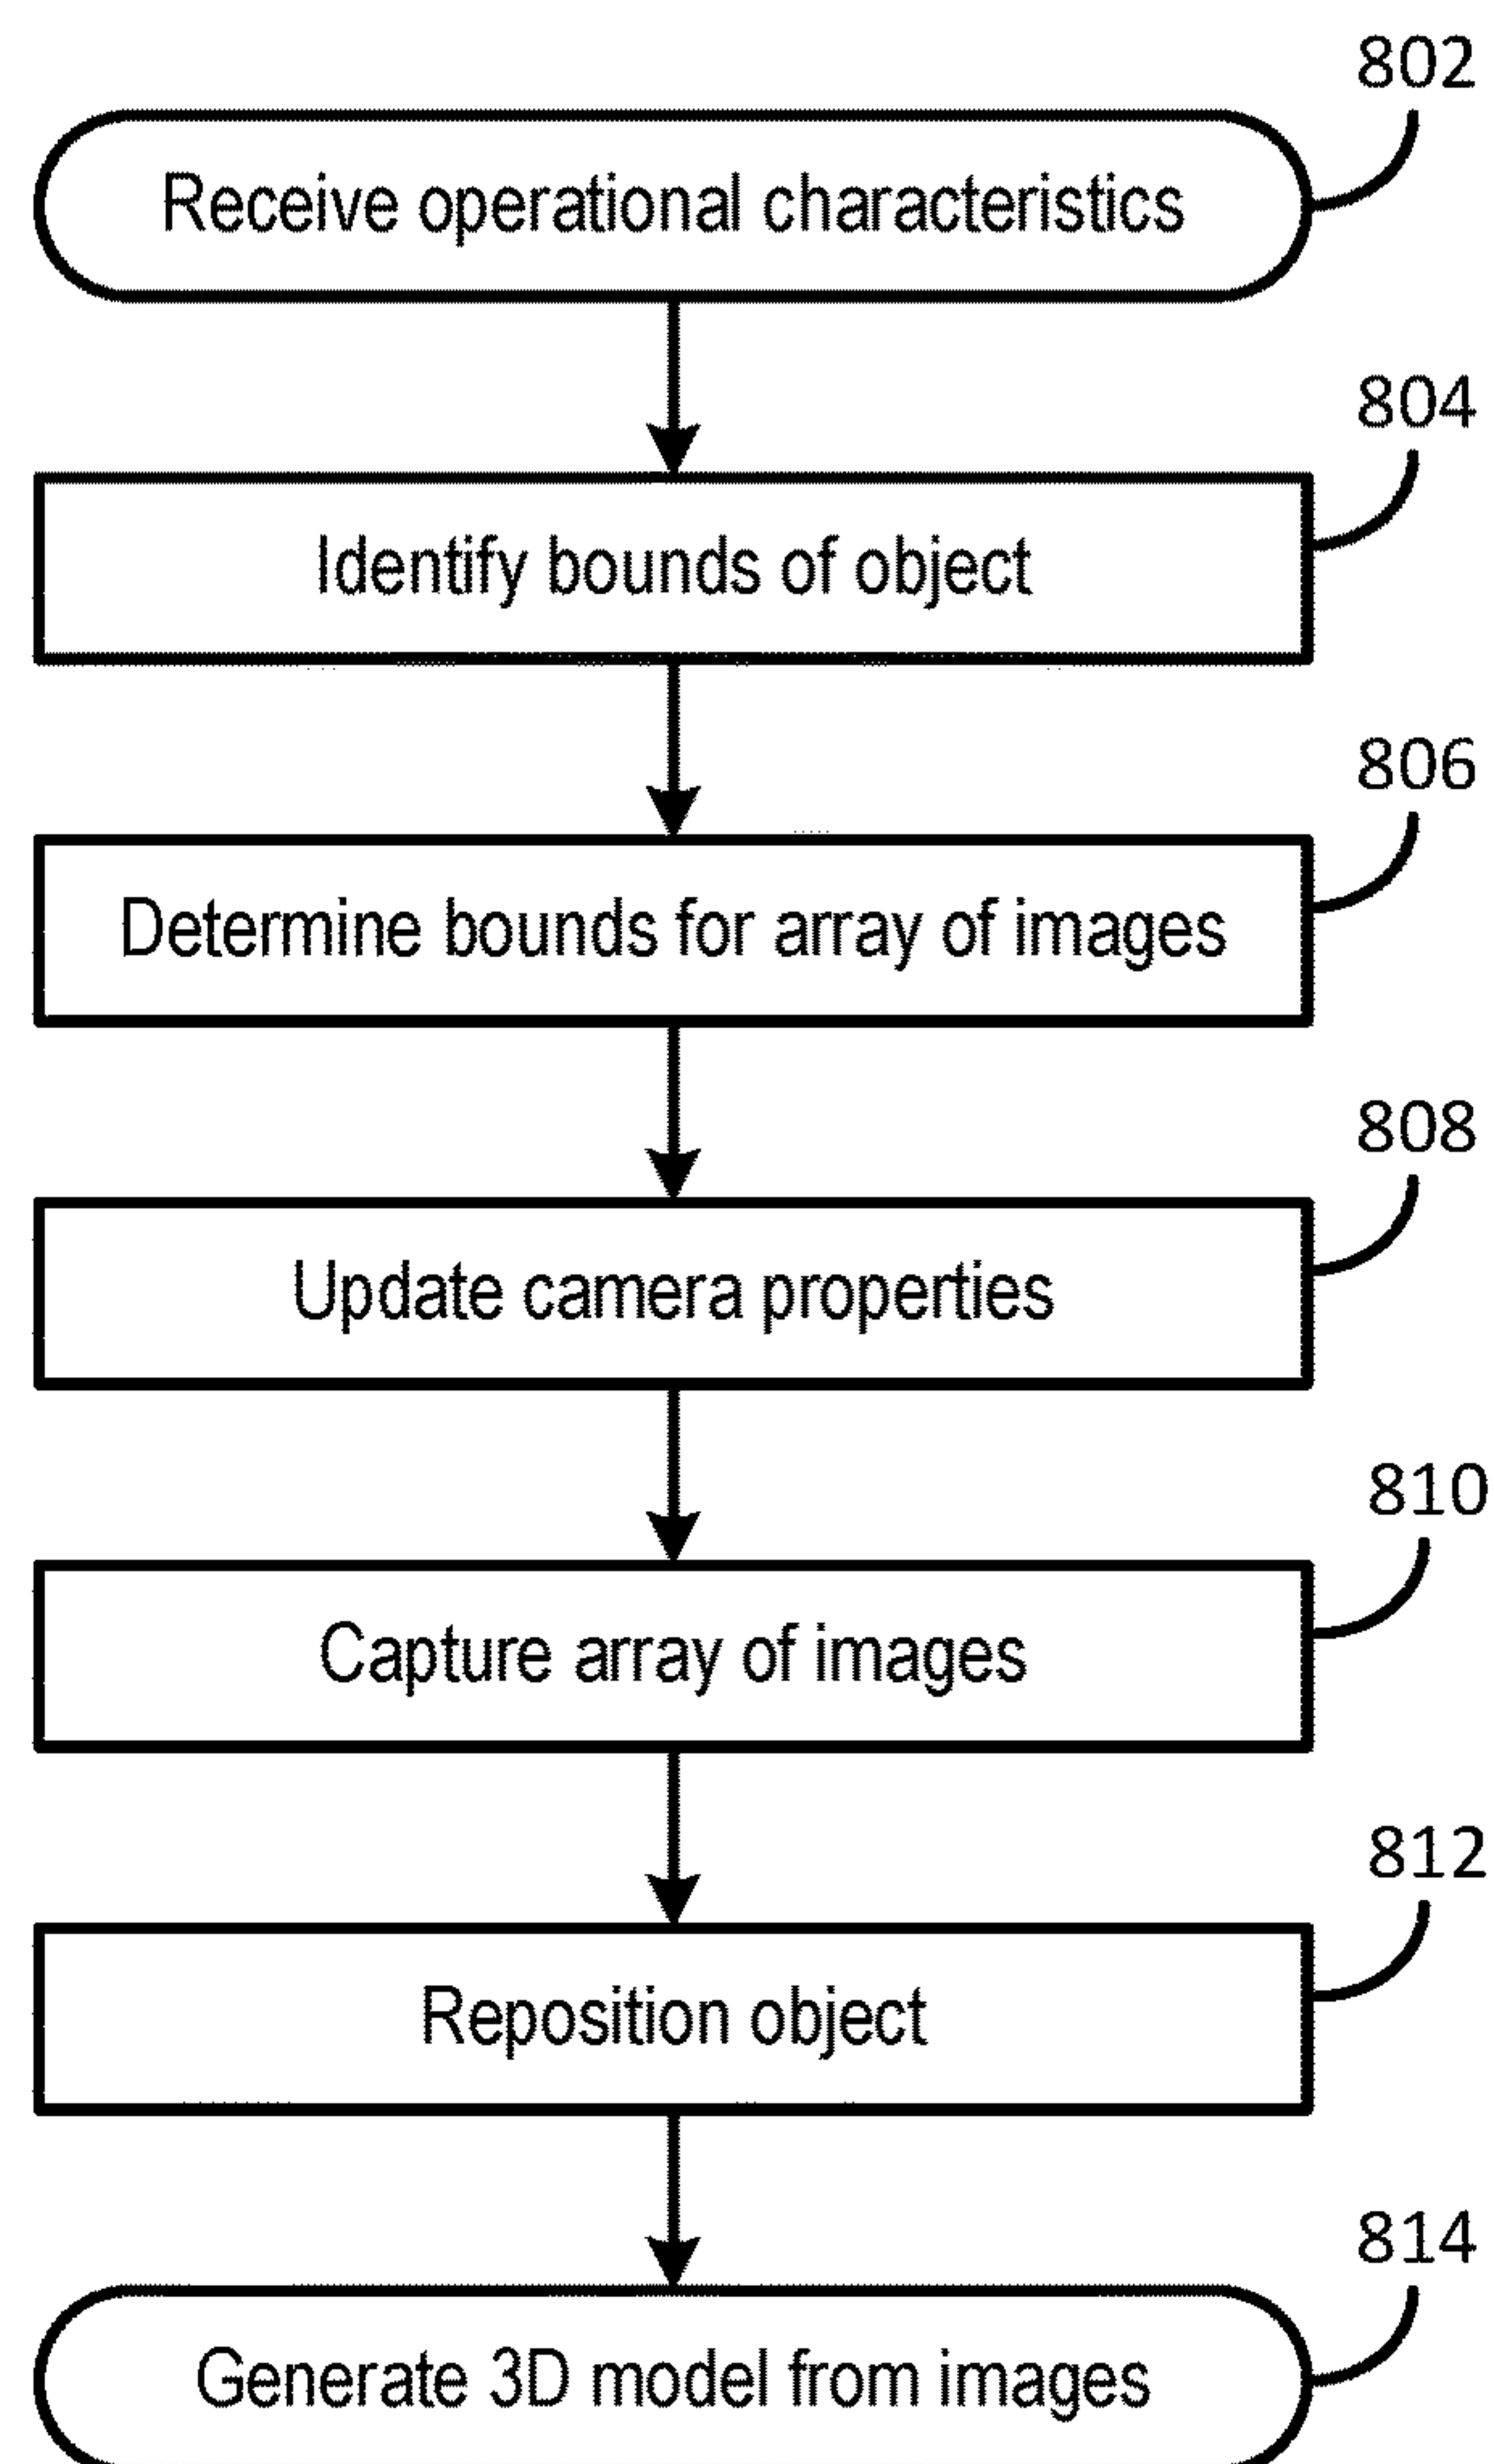 802
Receive operational characteristics
804
Identify bounds of object
806
Determine bounds for array of images
808
Update camera properties
810
Capture array of images
812
Reposition object
814
Generate 3D model from images